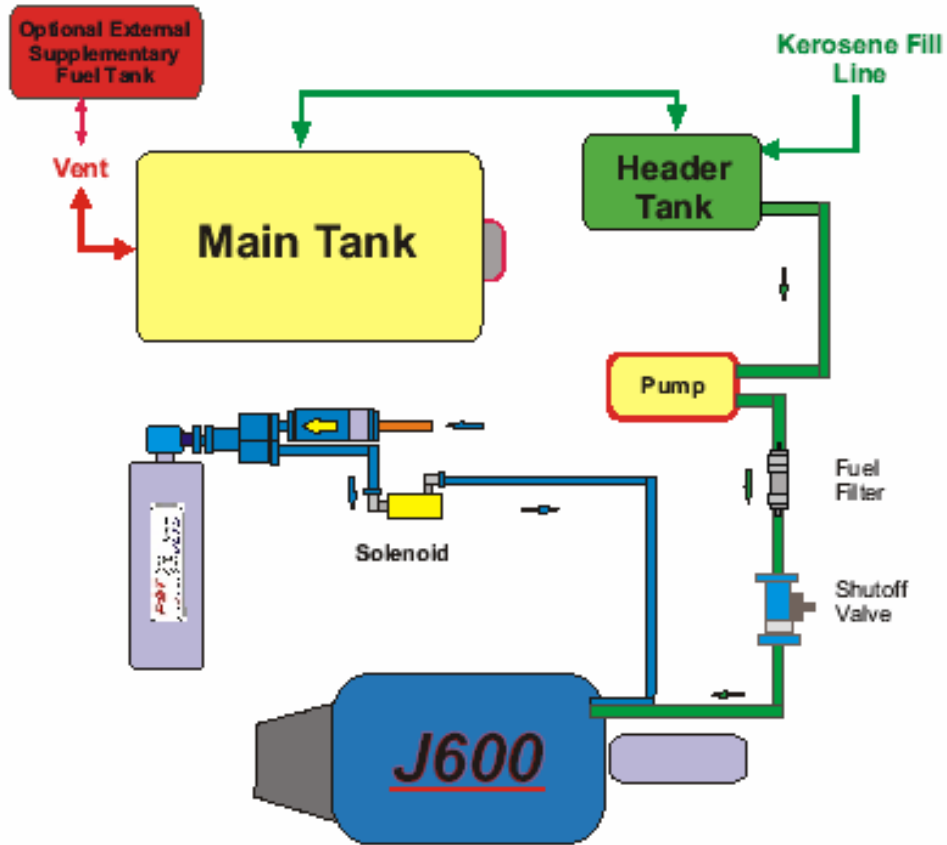 Optional External
Supplementary
Fuel Tank
Kerosene Fill
Line
Vent
Main Tank
Header
Tank
Pump
Fuel
Filter
Solenoid
Shutoff
Valve
J600